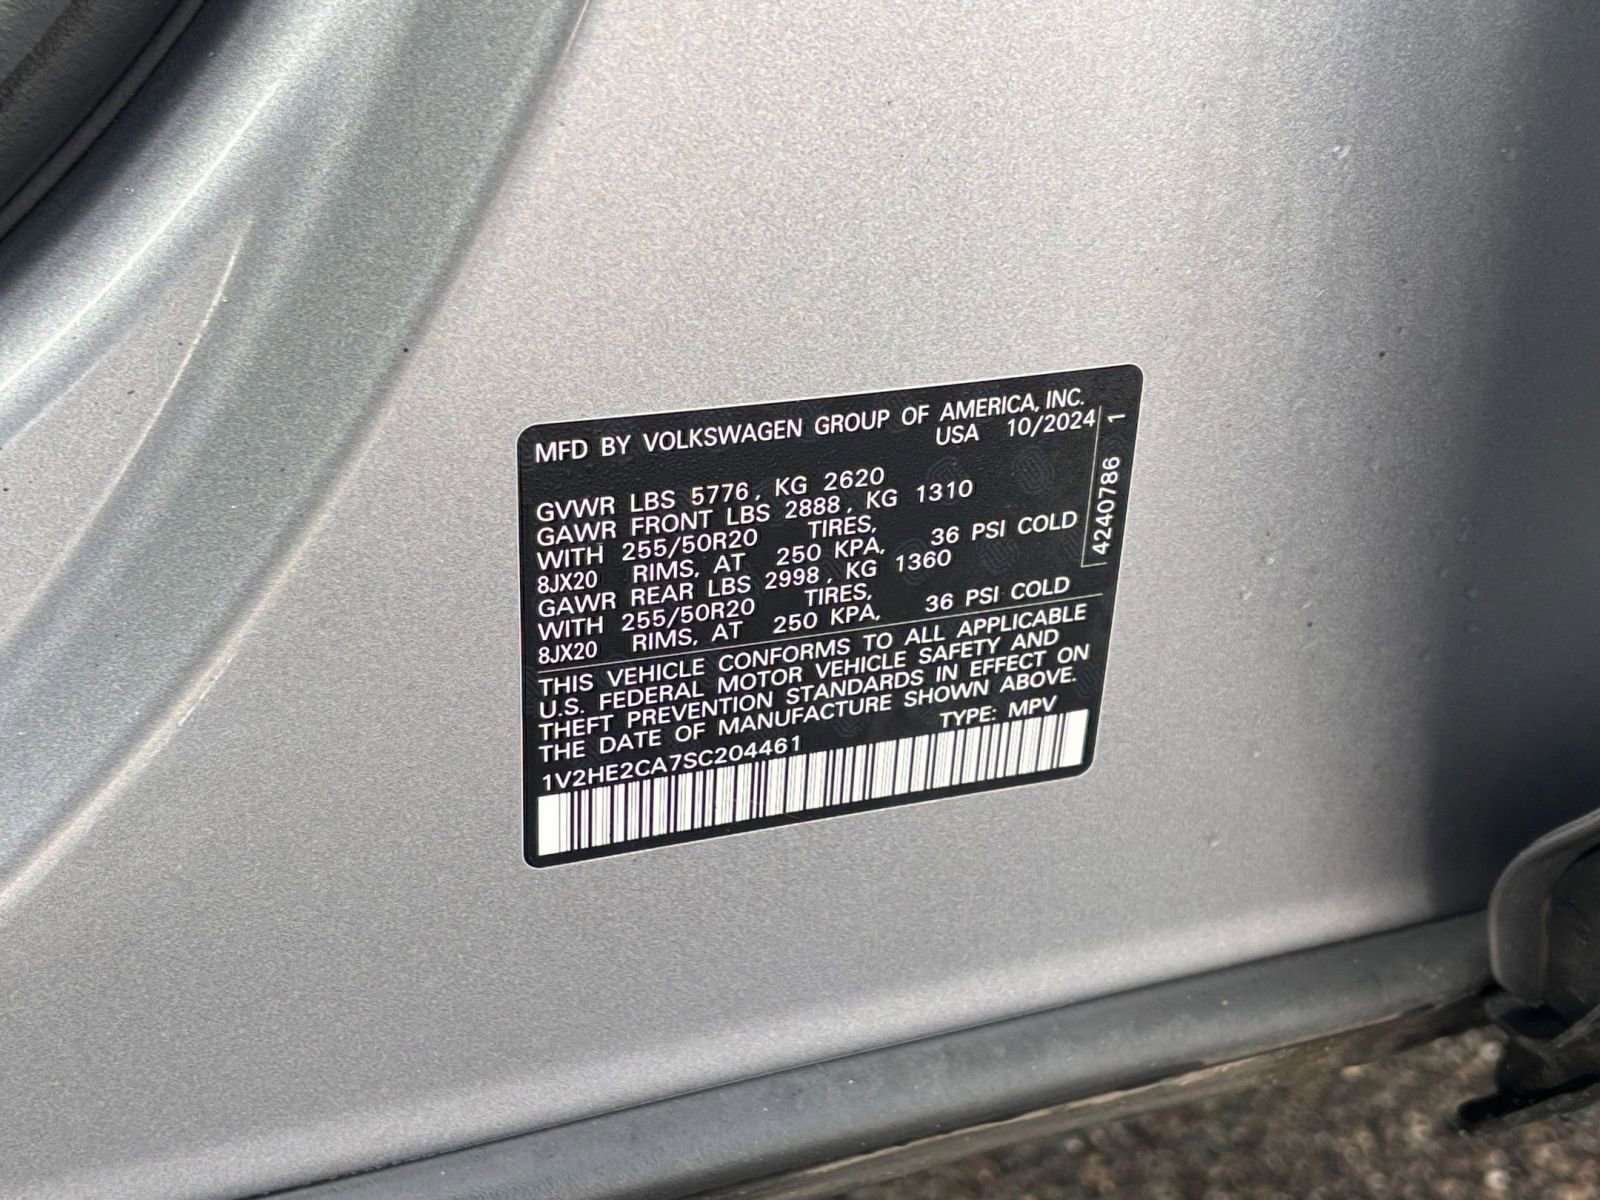 MFD BY VOLKSWAGEN GROUP OF AMERICA, INC.
USA 10/2024
GVWR LBS 5776, KG 2620
GAWR FRONT LBS 2888, KG 1310
WITH 255/50R20 TIRES,
8JX20 RIMS, AT 250 KPA, 36 PSI COLD
GAWR REAR LBS 2998, KG 1360
WITH 255/50R20 TIRES,
8JX20 RIMS, AT 250 KPA, 36 PSI COLD
THIS VEHICLE CONFORMS TO ALL APPLICABLE
U.S. FEDERAL MOTOR VEHICLE SAFETY AND
THEFT PREVENTION STANDARDS IN EFFECT ON
THE DATE OF MANUFACTURE SHOWN ABOVE.
1V2HE2CA7SC204461 TYPE: MPV
4240786 1